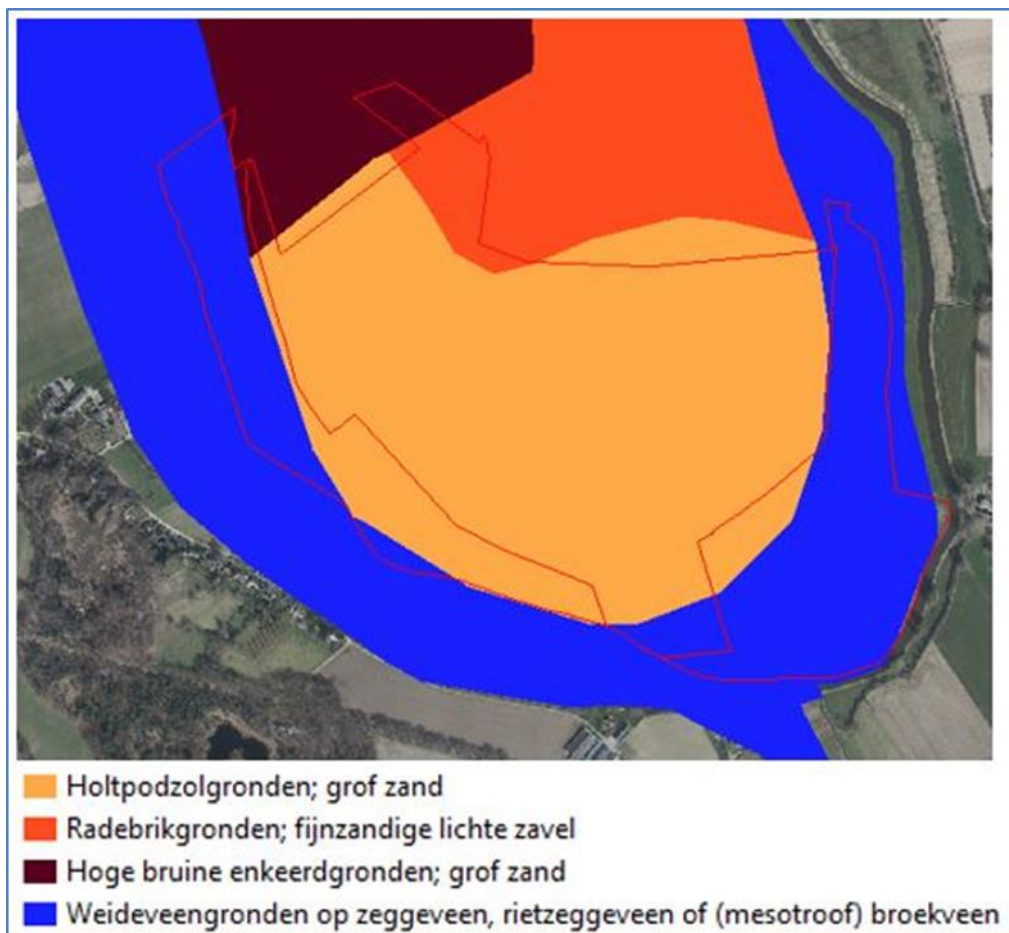 Holtpodzolgronden; grof zand
Radebrikgronden; fijnzandige lichte zavel
Hoge bruine enkeerdgronden; grof zand
Weideveengronden op zeggeveen, rietzeggeveen of (mesotroof) broekveen